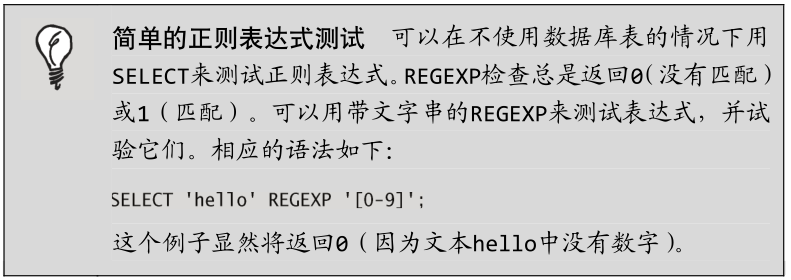 简单的正则表达式测试 可以在不使用数据库表的情况下用
SELECT来测试正则表达式。REGEXP检查总是返回0(没有匹配)
或1(匹配)。可以用带文字串的REGEXP来测试表达式,并试
验它们。相应的语法如下:
SELECT 'hello' REGEXP '[0-9]';
这个例子显然将返回0(因为文本hello中没有数字)。